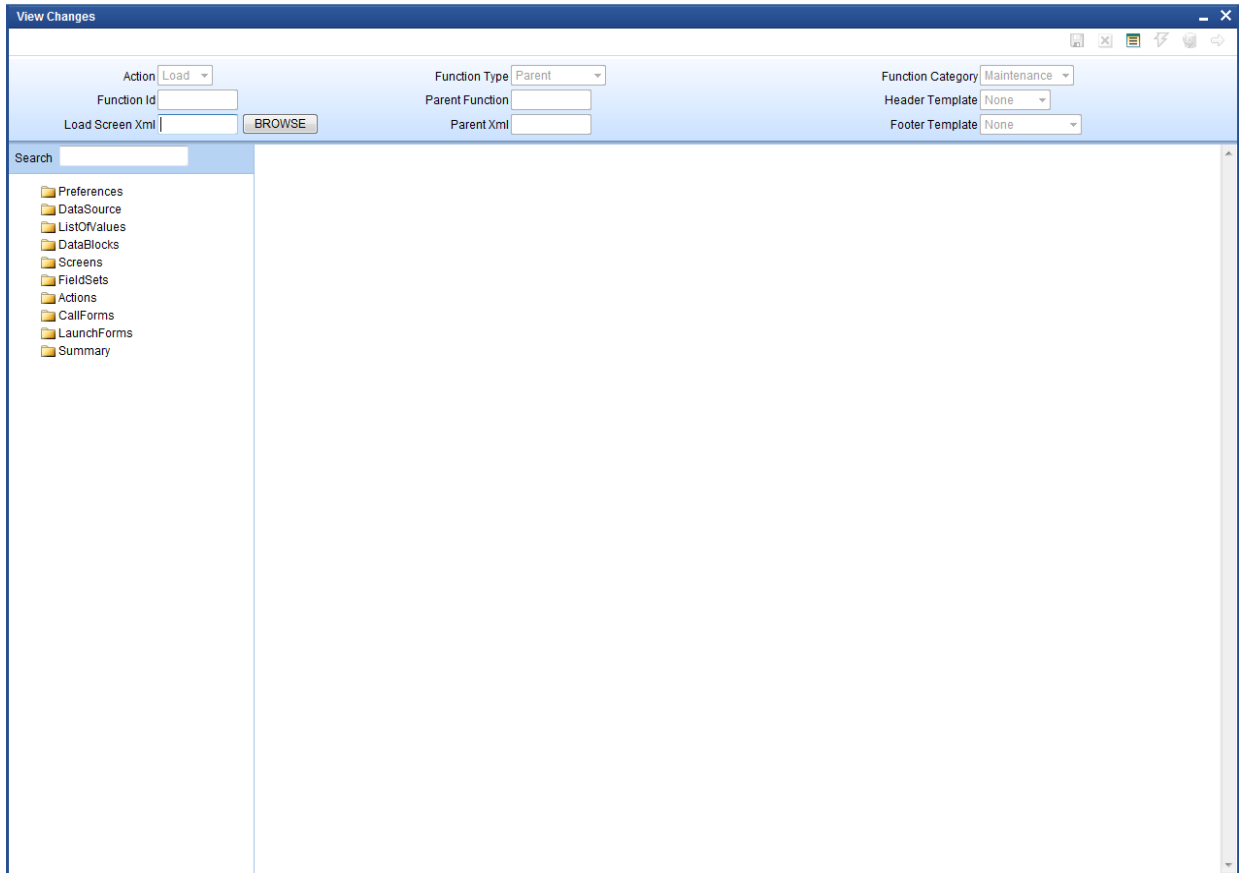 View Changes
Action Load Function Type Parent Function Category Maintenance
Function Id Parent Function Header Template None
Load Screen Xml BROWSE Parent Xml Footer Template None
Search
Preferences
DataSource
ListOfValues
DataBlocks
Screens
FieldSets
Actions
CallForms
LaunchForms
Summary